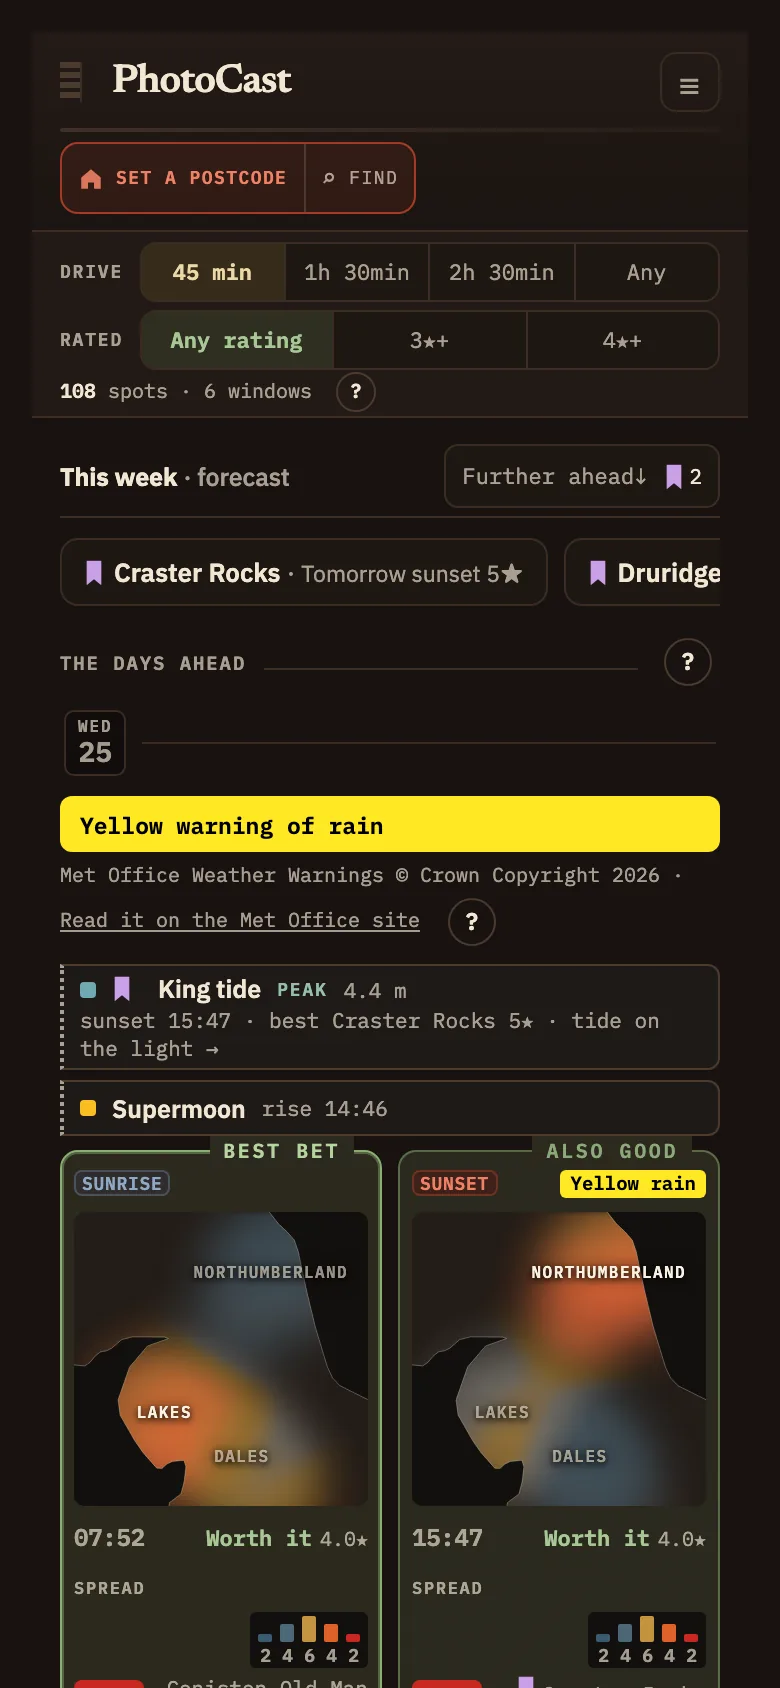 PhotoCast
SET A POSTCODE ⌕ FIND
DRIVE 45 min 1h 30min 2h 30min Any
RATED Any rating 3★+ 4★+
108 spots · 6 windows ?
This week · forecast Further ahead↓ 2
Craster Rocks · Tomorrow sunset 5★ Druridge
THE DAYS AHEAD ?
WED
25
Yellow warning of rain
Met Office Weather Warnings © Crown Copyright 2026 ·
Read it on the Met Office site ?
King tide PEAK 4.4 m
sunset 15:47 · best Craster Rocks 5★ · tide on
the light →
Supermoon rise 14:46
BEST BET
SUNRISE
NORTHUMBERLAND
LAKES
DALES
07:52 Worth it 4.0★
SPREAD
2 4 6 4 2
Coniston Old Man
ALSO GOOD
SUNSET Yellow rain
NORTHUMBERLAND
LAKES
DALES
15:47 Worth it 4.0★
SPREAD
2 4 6 4 2